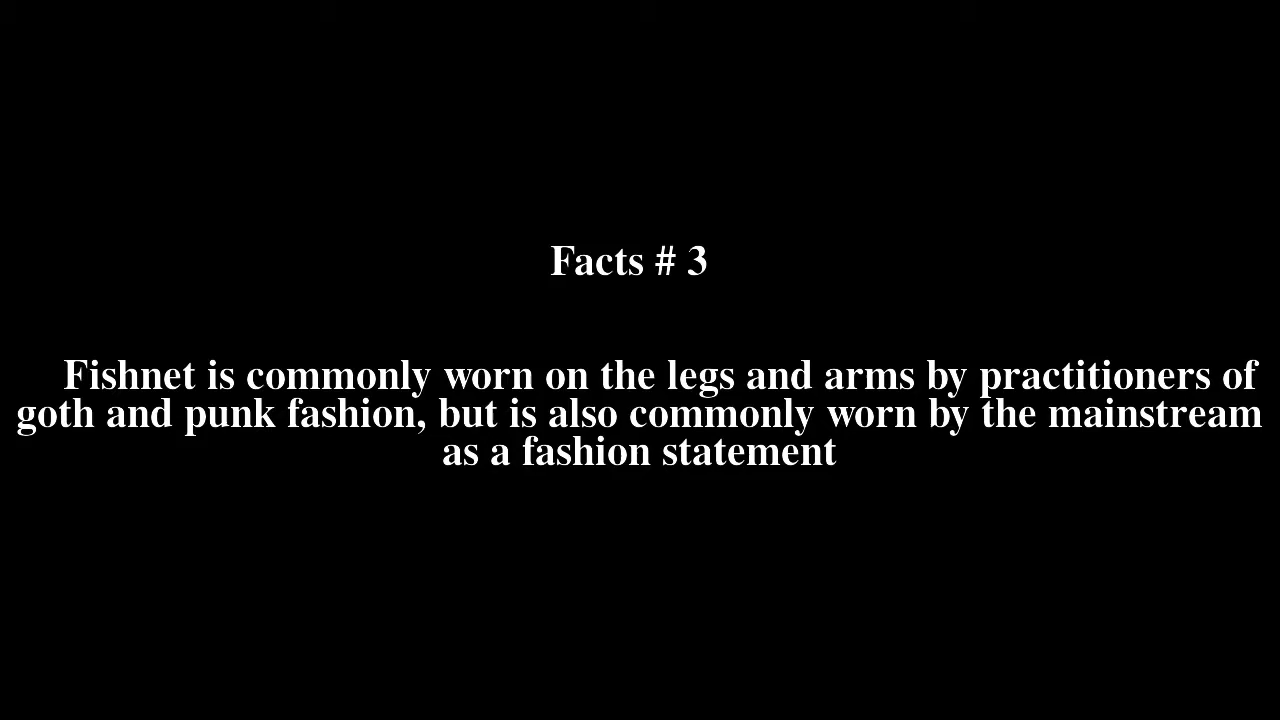 Facts # 3
Fishnet is commonly worn on the legs and arms by practitioners of
goth and punk fashion, but is also commonly worn by the mainstream
as a fashion statement